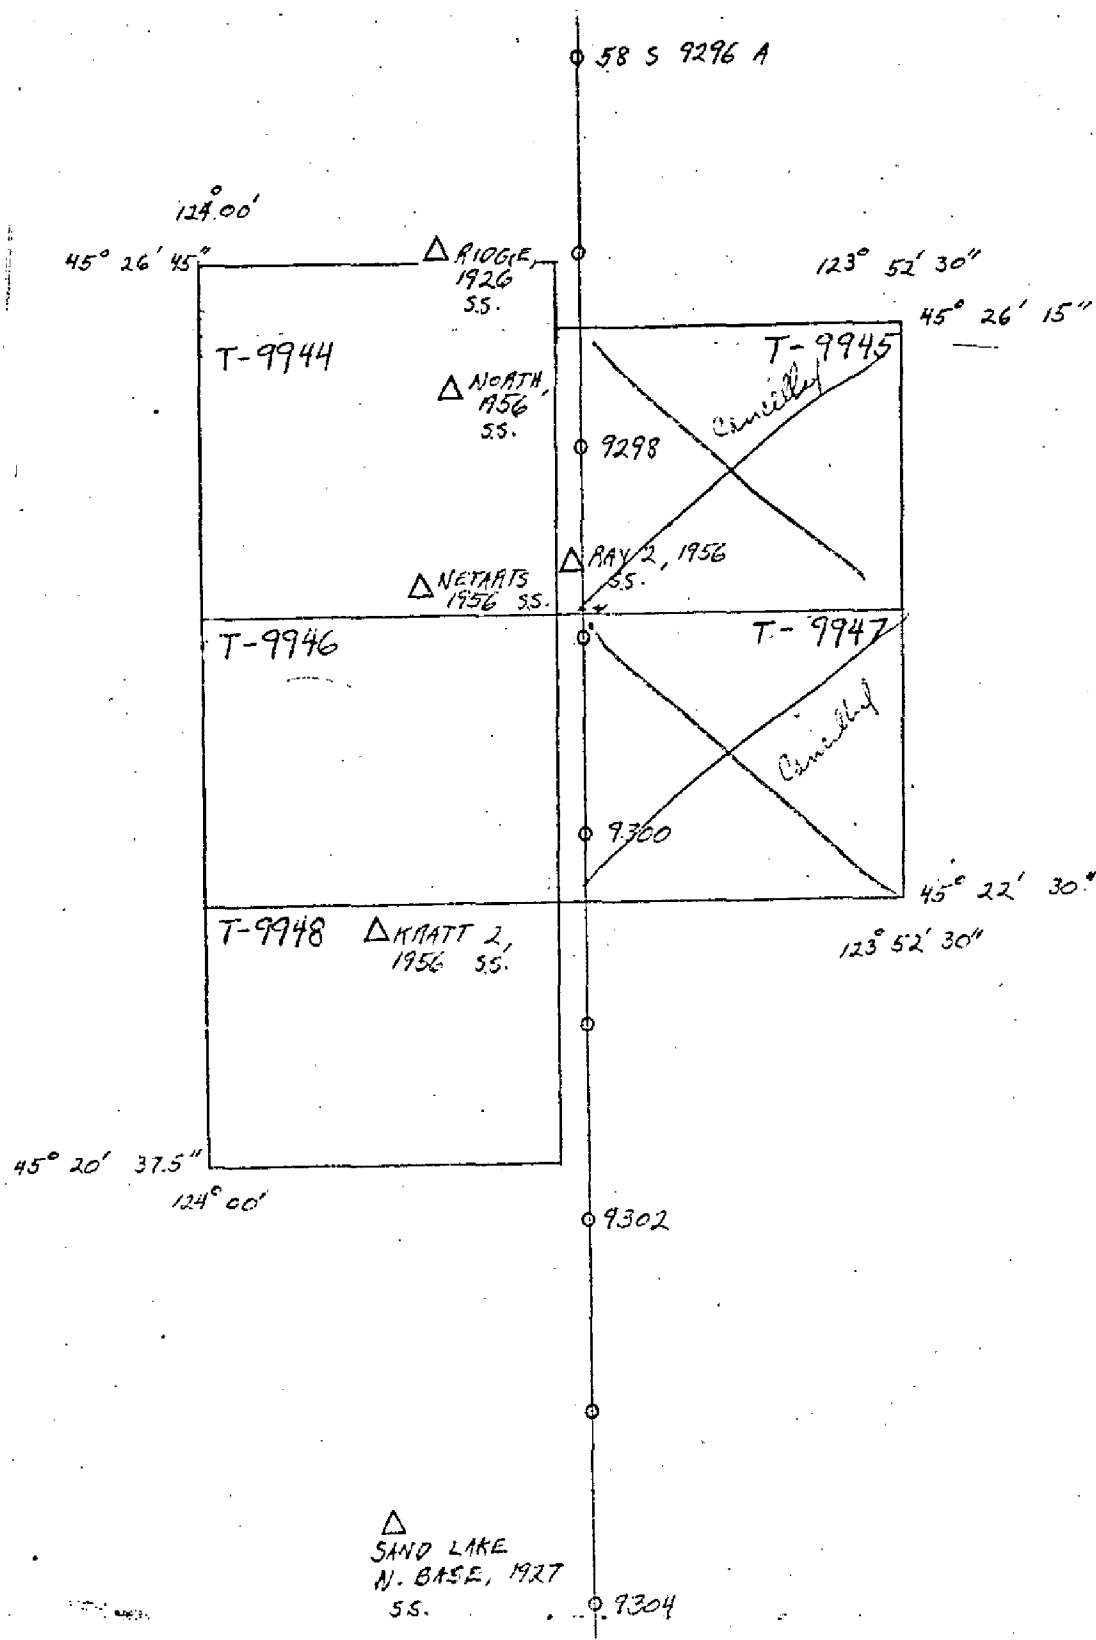 58 S 9296 A
124° 00'
45° 26' 45"
RIDGE,
1926
S.S.
123° 52' 30"
45° 26' 15"
T-9944
T-9945
Cancelled
NORTH,
1956
S.S.
9298
RAY 2, 1956
S.S.
NETARTS
1956 S.S.
T-9946
T-9947
Cancelled
9300
45° 22' 30"
123° 52' 30"
T-9948
KRATT 2,
1956 S.S.
45° 20' 37.5"
124° 00'
9302
SAND LAKE
N. BASE, 1927
S.S.
9304